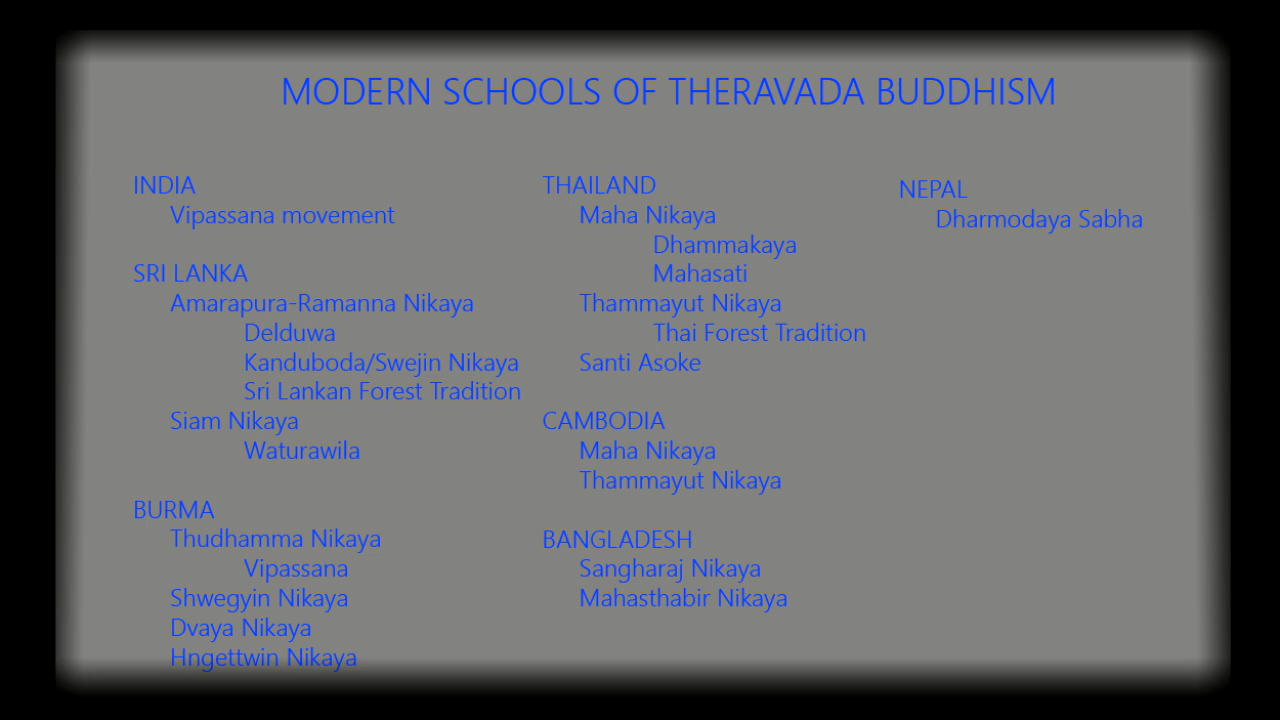 MODERN SCHOOLS OF THERAVADA BUDDHISM
INDIA
Vipassana movement
SRI LANKA
Amarapura-Ramanna Nikaya
Delduwa
Kanduboda/Swejin Nikaya
Sri Lankan Forest Tradition
Siam Nikaya
Waturawila
BURMA
Thudhamma Nikaya
Vipassana
Shwegyin Nikaya
Dvaya Nikaya
Hngettwin Nikaya
THAILAND
Maha Nikaya
Dhammakaya
Mahasati
Thammayut Nikaya
Thai Forest Tradition
Santi Asoke
CAMBODIA
Maha Nikaya
Thammayut Nikaya
BANGLADESH
Sangharaj Nikaya
Mahasthabir Nikaya
NEPAL
Dharmodaya Sabha